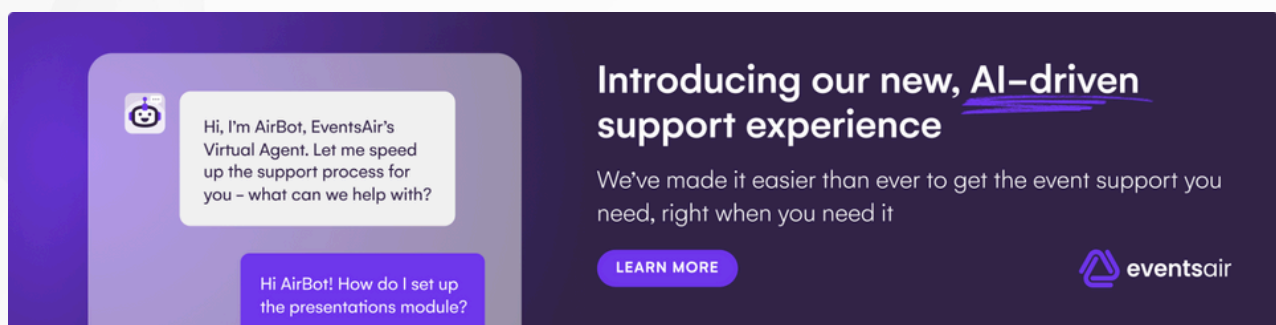 Hi, I'm AirBot, EventsAir's
Virtual Agent. Let me speed
up the support process for
you – what can we help with?
Hi AirBot! How do I set up
the presentations module?
Introducing our new, AI-driven
support experience
We've made it easier than ever to get the event support you
need, right when you need it
LEARN MORE
eventsair